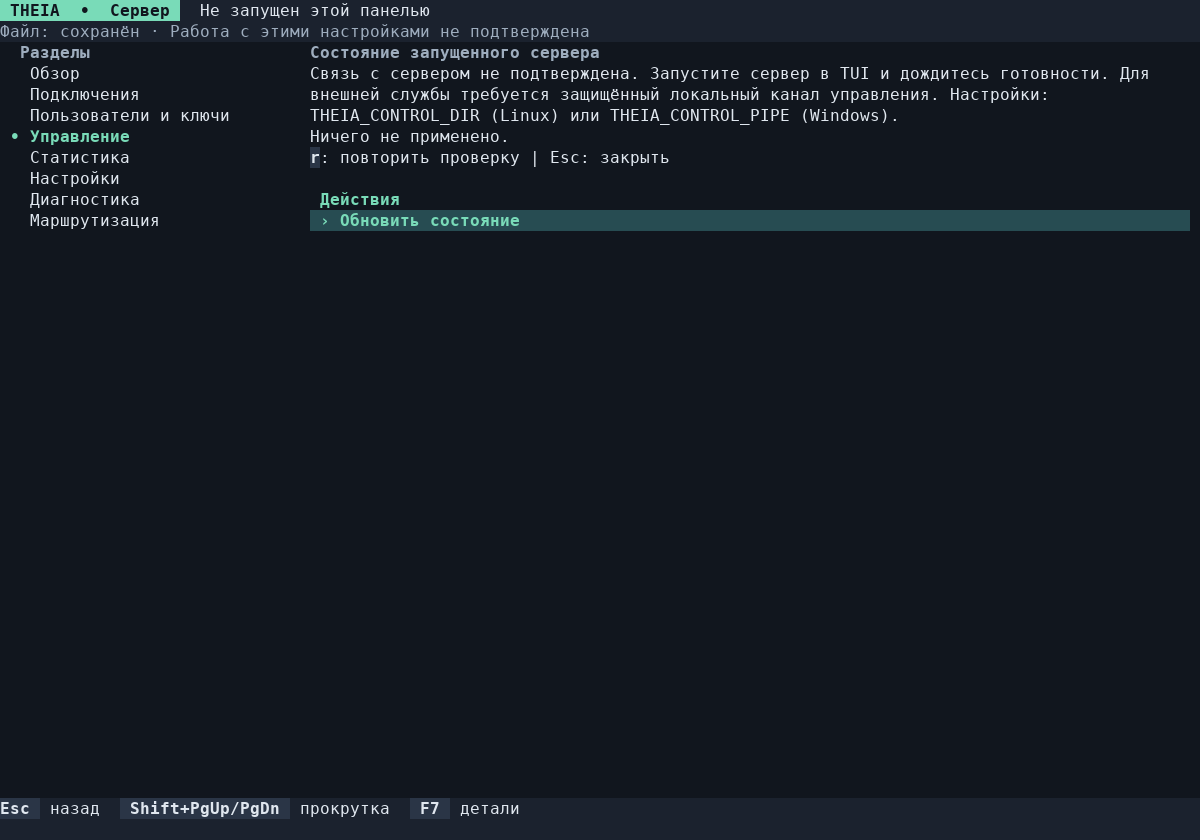 THEIA • Сервер Не запущен этой панелью
Файл: сохранён · Работа с этими настройками не подтверждена
Разделы
Обзор
Подключения
Пользователи и ключи
• Управление
Статистика
Настройки
Диагностика
Маршрутизация
Состояние запущенного сервера
Связь с сервером не подтверждена. Запустите сервер в TUI и дождитесь готовности. Для
внешней службы требуется защищённый локальный канал управления. Настройки:
THEIA_CONTROL_DIR (Linux) или THEIA_CONTROL_PIPE (Windows).
Ничего не применено.
r: повторить проверку | Esc: закрыть
Действия
› Обновить состояние
Esc назад Shift+PgUp/PgDn прокрутка F7 детали